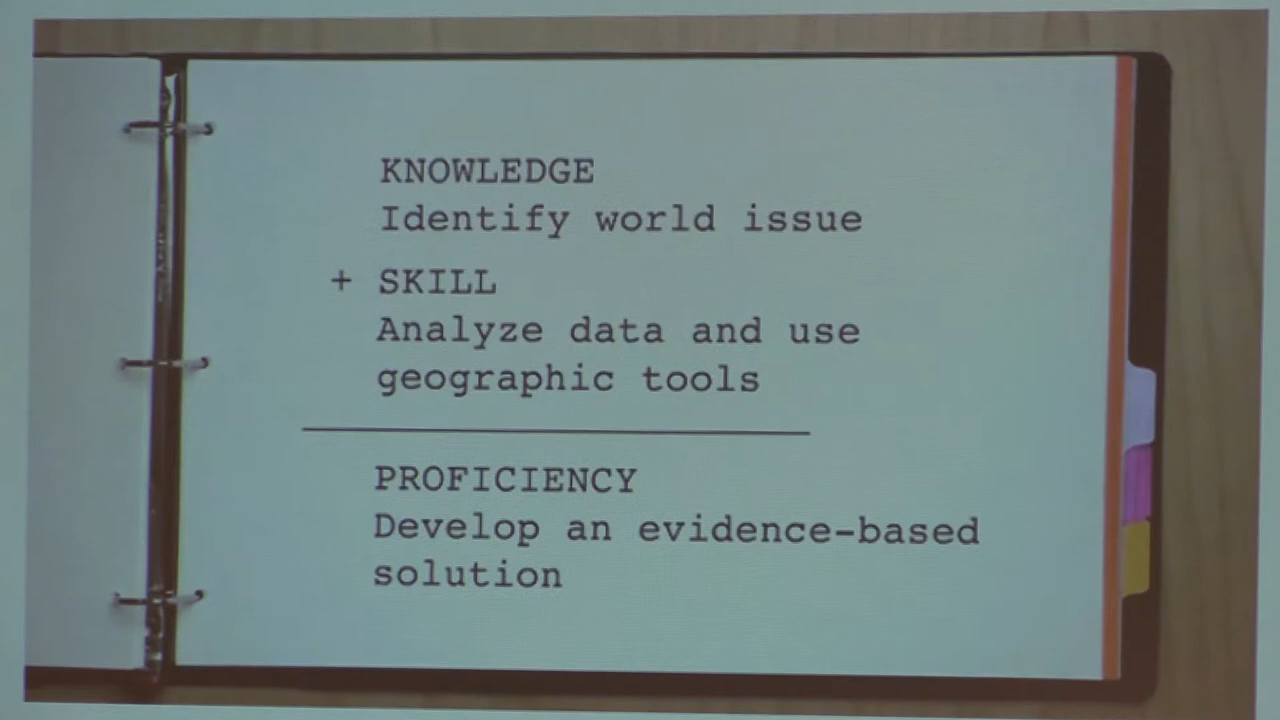 KNOWLEDGE
Identify world issue
+ SKILL
Analyze data and use
geographic tools
PROFICIENCY
Develop an evidence-based
solution